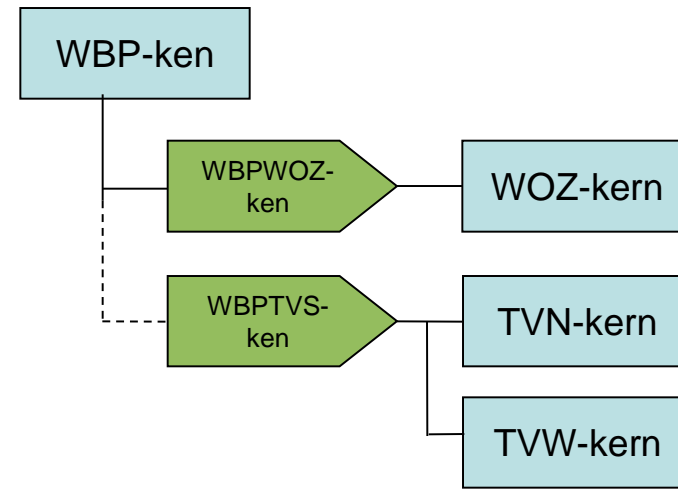 WBP-ken
WBPWOZ-
ken
WOZ-kern
WBPTVS-
ken
TVN-kern
TVW-kern